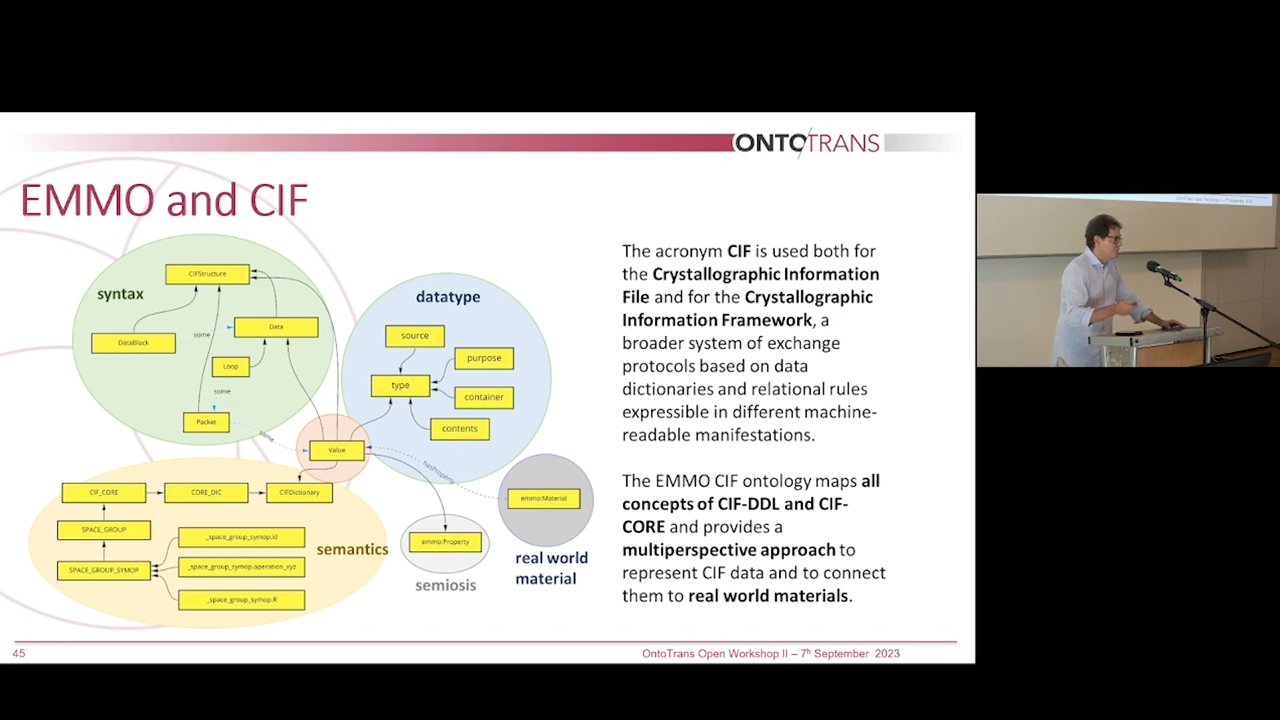 ONTOTRANS
EMMO and CIF
syntax
CIFStructure
DataBlock
some
Data
Loop
some
Packet
some
datatype
source
purpose
type
container
contents
Value
hasProperty
CIF_CORE
CORE_DIC
CIFDictionary
SPACE_GROUP
SPACE_GROUP_SYMOP
_space_group_symop.id
_space_group_symop.operation_xyz
_space_group_symop.R
semantics
emmo:Property
semiosis
emmo:Material
real world
material
The acronym CIF is used both for
the Crystallographic Information
File and for the Crystallographic
Information Framework, a
broader system of exchange
protocols based on data
dictionaries and relational rules
expressible in different machine-
readable manifestations.
The EMMO CIF ontology maps all
concepts of CIF-DDL and CIF-
CORE and provides a
multiperspective approach to
represent CIF data and to connect
them to real world materials.
45
OntoTrans Open Workshop II – 7th September 2023